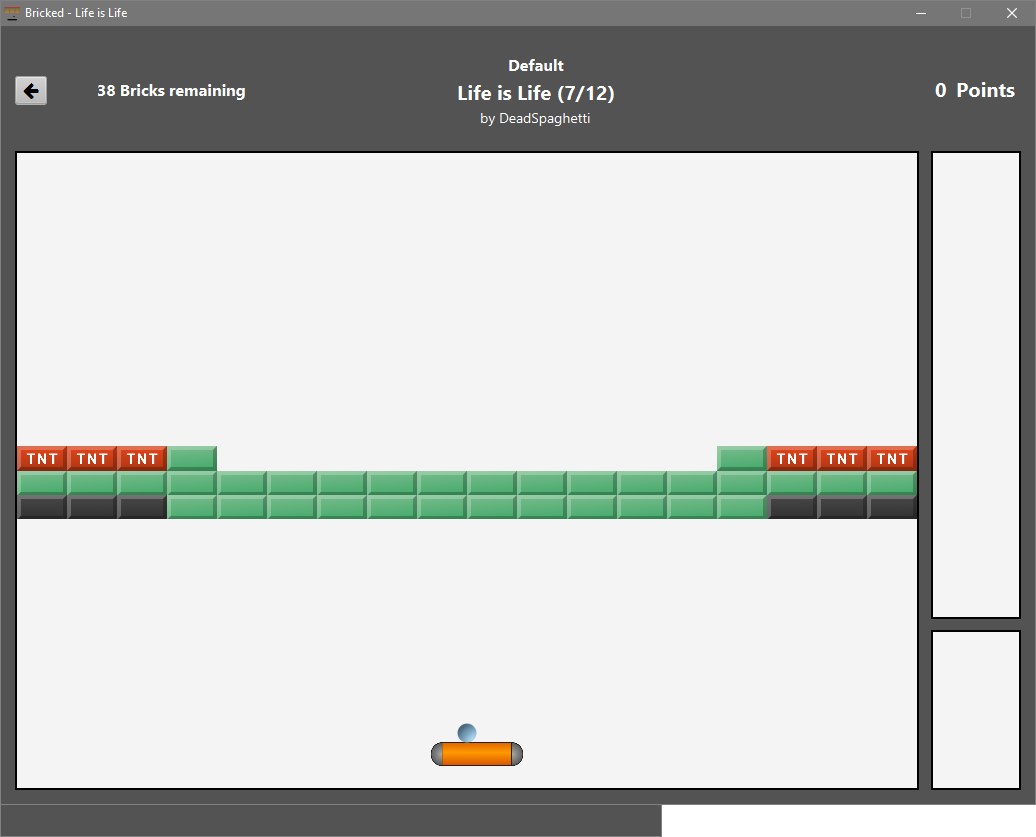 Bricked - Life is Life
Default
38 Bricks remaining
Life is Life (7/12)
0 Points
by DeadSpaghetti
TNT TNT TNT TNT TNT TNT